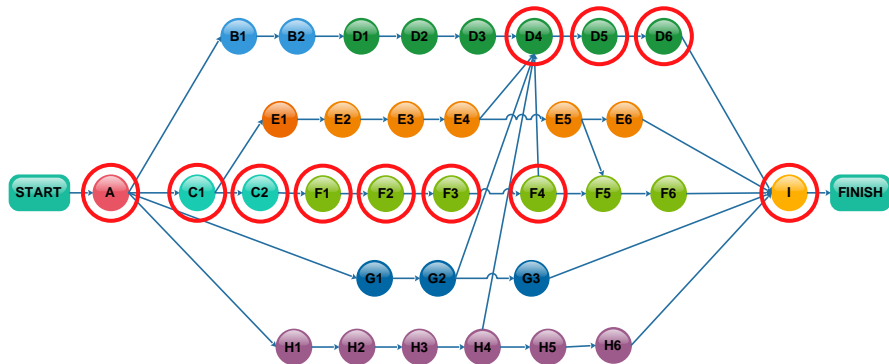 B1 B2 D1 D2 D3 D4 D5 D6
E1 E2 E3 E4 E5 E6
START A C1 C2 F1 F2 F3 F4 F5 F6 I FINISH
G1 G2 G3
H1 H2 H3 H4 H5 H6